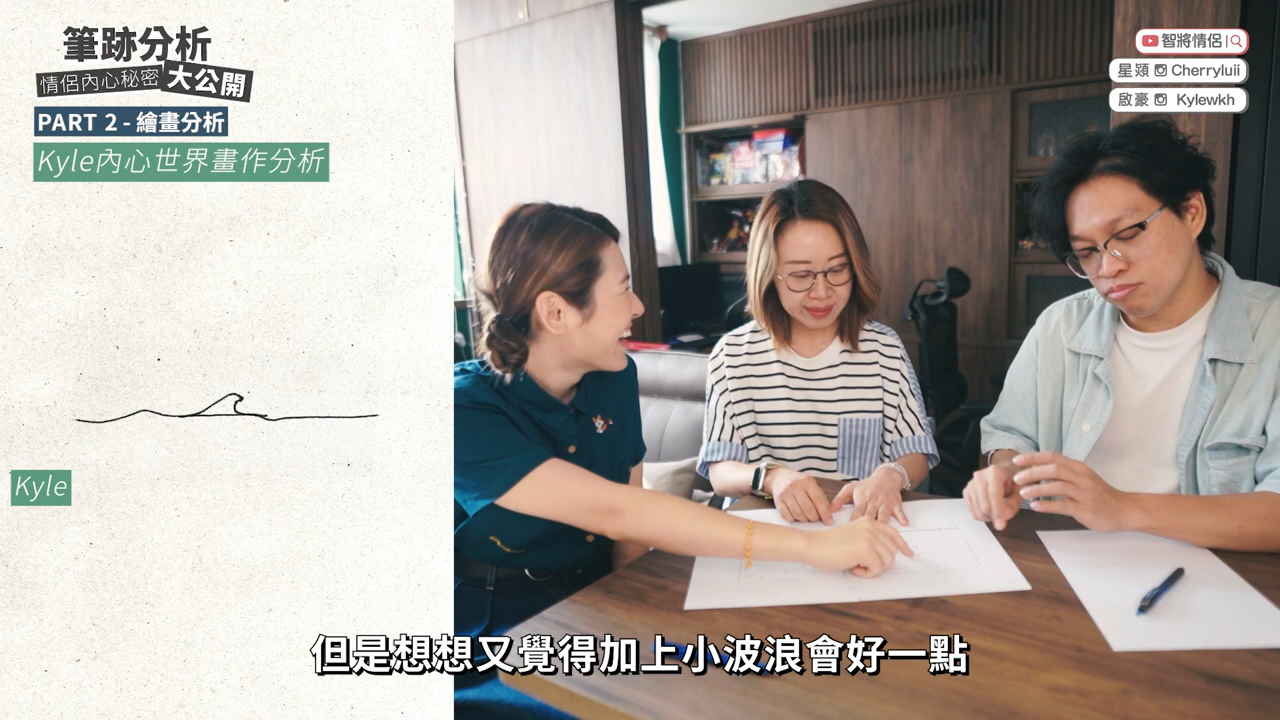 筆跡分析
情侶內心秘密大公開
PART 2 - 繪畫分析
Kyle內心世界畫作分析
Kyle
智將情侶
星熲 Cherryluii
啟豪 Kylewkh
但是想想又覺得加上小波浪會好一點